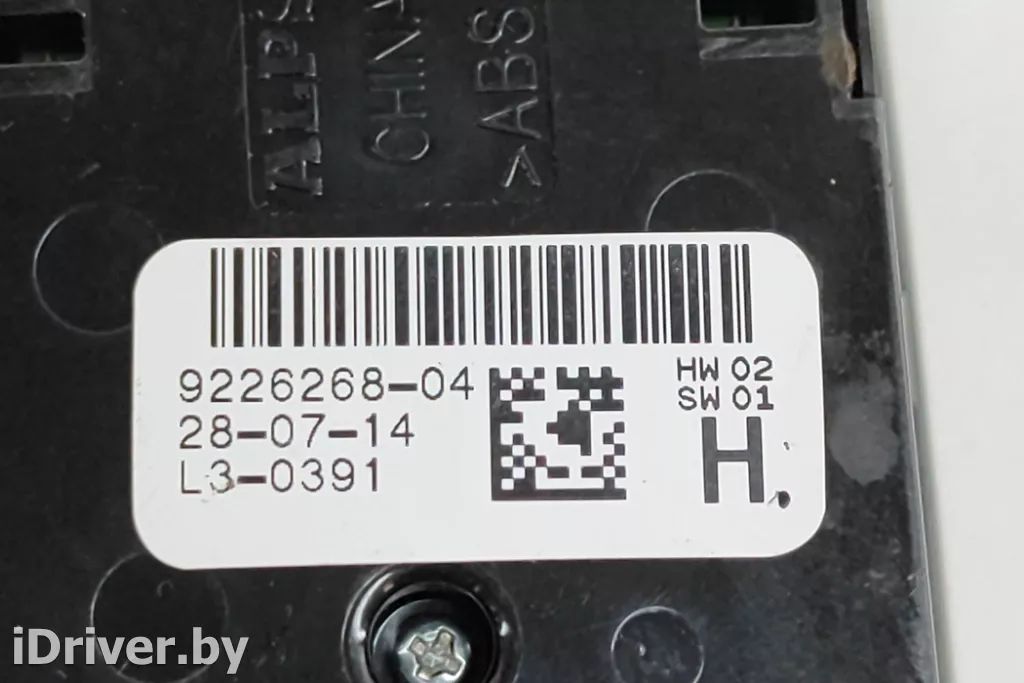 ALPS
CHINA
>ABS
9226268-04
28-07-14
L3-0391
HW 02
SW 01
H.
iDriver.by